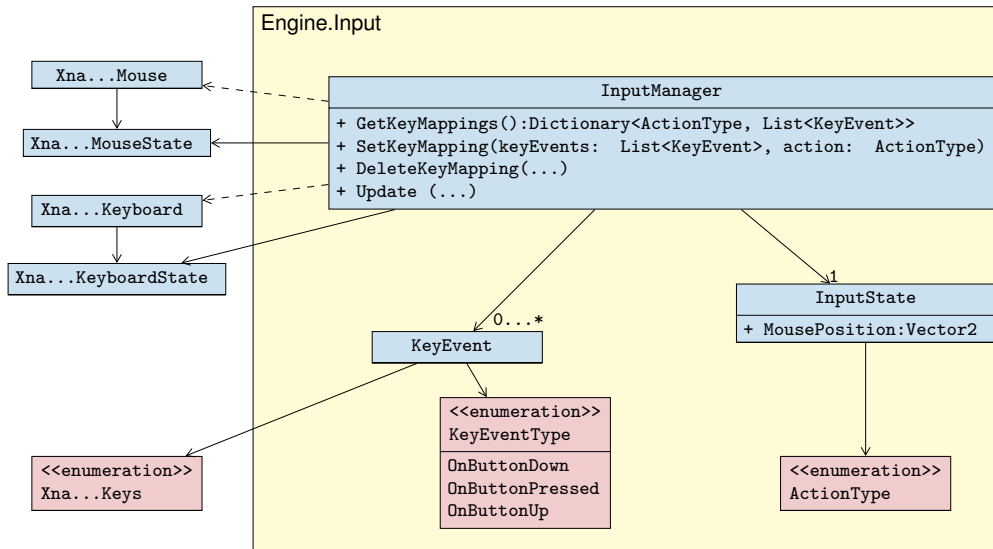 Engine.Input
Xna...Mouse
Xna...MouseState
Xna...Keyboard
Xna...KeyboardState
InputManager
+ GetKeyMappings():Dictionary<ActionType, List<KeyEvent>>
+ SetKeyMapping(keyEvents: List<KeyEvent>, action: ActionType)
+ DeleteKeyMapping(...)
+ Update (...)
0...*
KeyEvent
1
InputState
+ MousePosition:Vector2
<<enumeration>>
Xna...Keys
<<enumeration>>
KeyEventType
OnButtonDown
OnButtonPressed
OnButtonUp
<<enumeration>>
ActionType